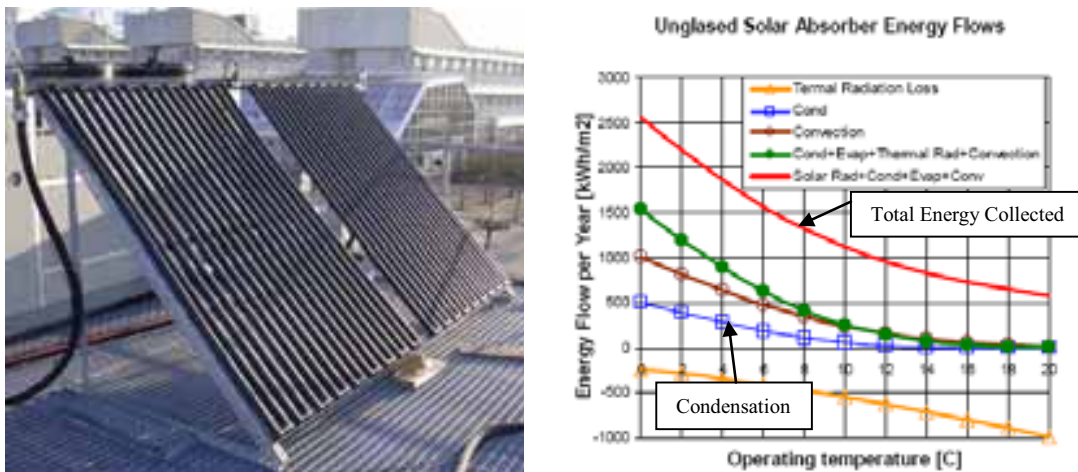 Unglased Solar Absorber Energy Flows
3000
2500
2000
1500
1000
500
0
-500
-1000
Energy Flow per Year [kWh/m2]
Termal Radiation Loss
Cond
Convection
Cond+Evap+Thermal Rad+Convection
Solar Rad+Cond+Evap+Conv
Total Energy Collected
Condensation
0 2 4 6 8 10 12 14 16 18 20
Operating temperature [C]